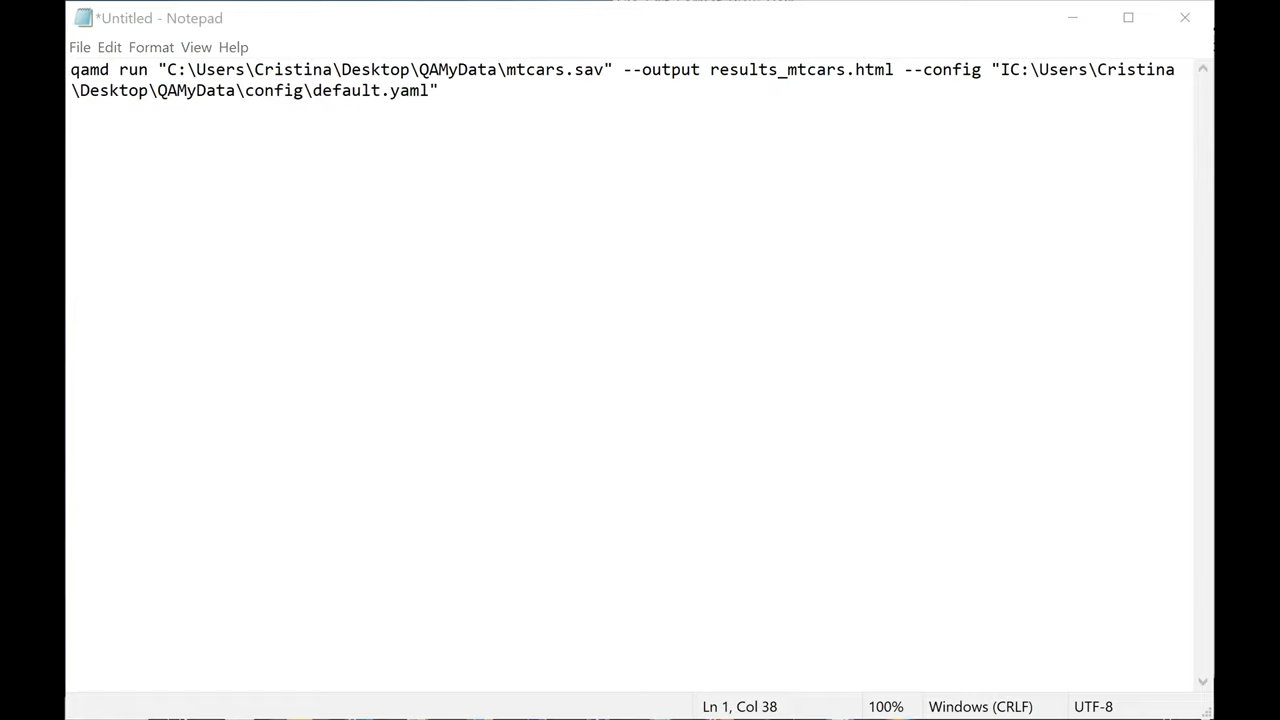 *Untitled - Notepad
File Edit Format View Help
qamd run "C:\Users\Cristina\Desktop\QAMyData\mtcars.sav" --output results_mtcars.html --config "IC:\Users\Cristina
\Desktop\QAMyData\config\default.yaml"
Ln 1, Col 38 100% Windows (CRLF) UTF-8